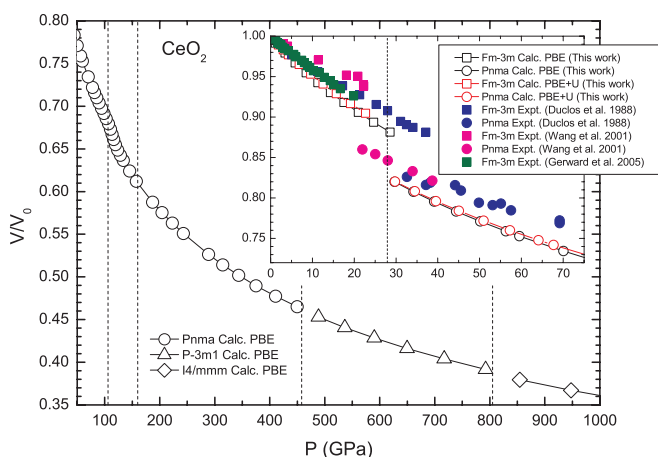 CeO2
V/V0
0.80
0.75
0.70
0.65
0.60
0.55
0.50
0.45
0.40
0.35
100 200 300 400 500 600 700 800 900 1000
P (GPa)
Pnma Calc. PBE
P-3m1 Calc. PBE
I4/mmm Calc. PBE
1.00
0.95
0.90
0.85
0.80
0.75
0 10 20 30 40 50 60 70
Fm-3m Calc. PBE (This work)
Pnma Calc. PBE (This work)
Fm-3m Calc. PBE+U (This work)
Pnma Calc. PBE+U (This work)
Fm-3m Expt. (Duclos et al. 1988)
Pnma Expt. (Duclos et al. 1988)
Fm-3m Expt. (Wang et al. 2001)
Pnma Expt. (Wang et al. 2001)
Fm-3m Expt. (Gerward et al. 2005)